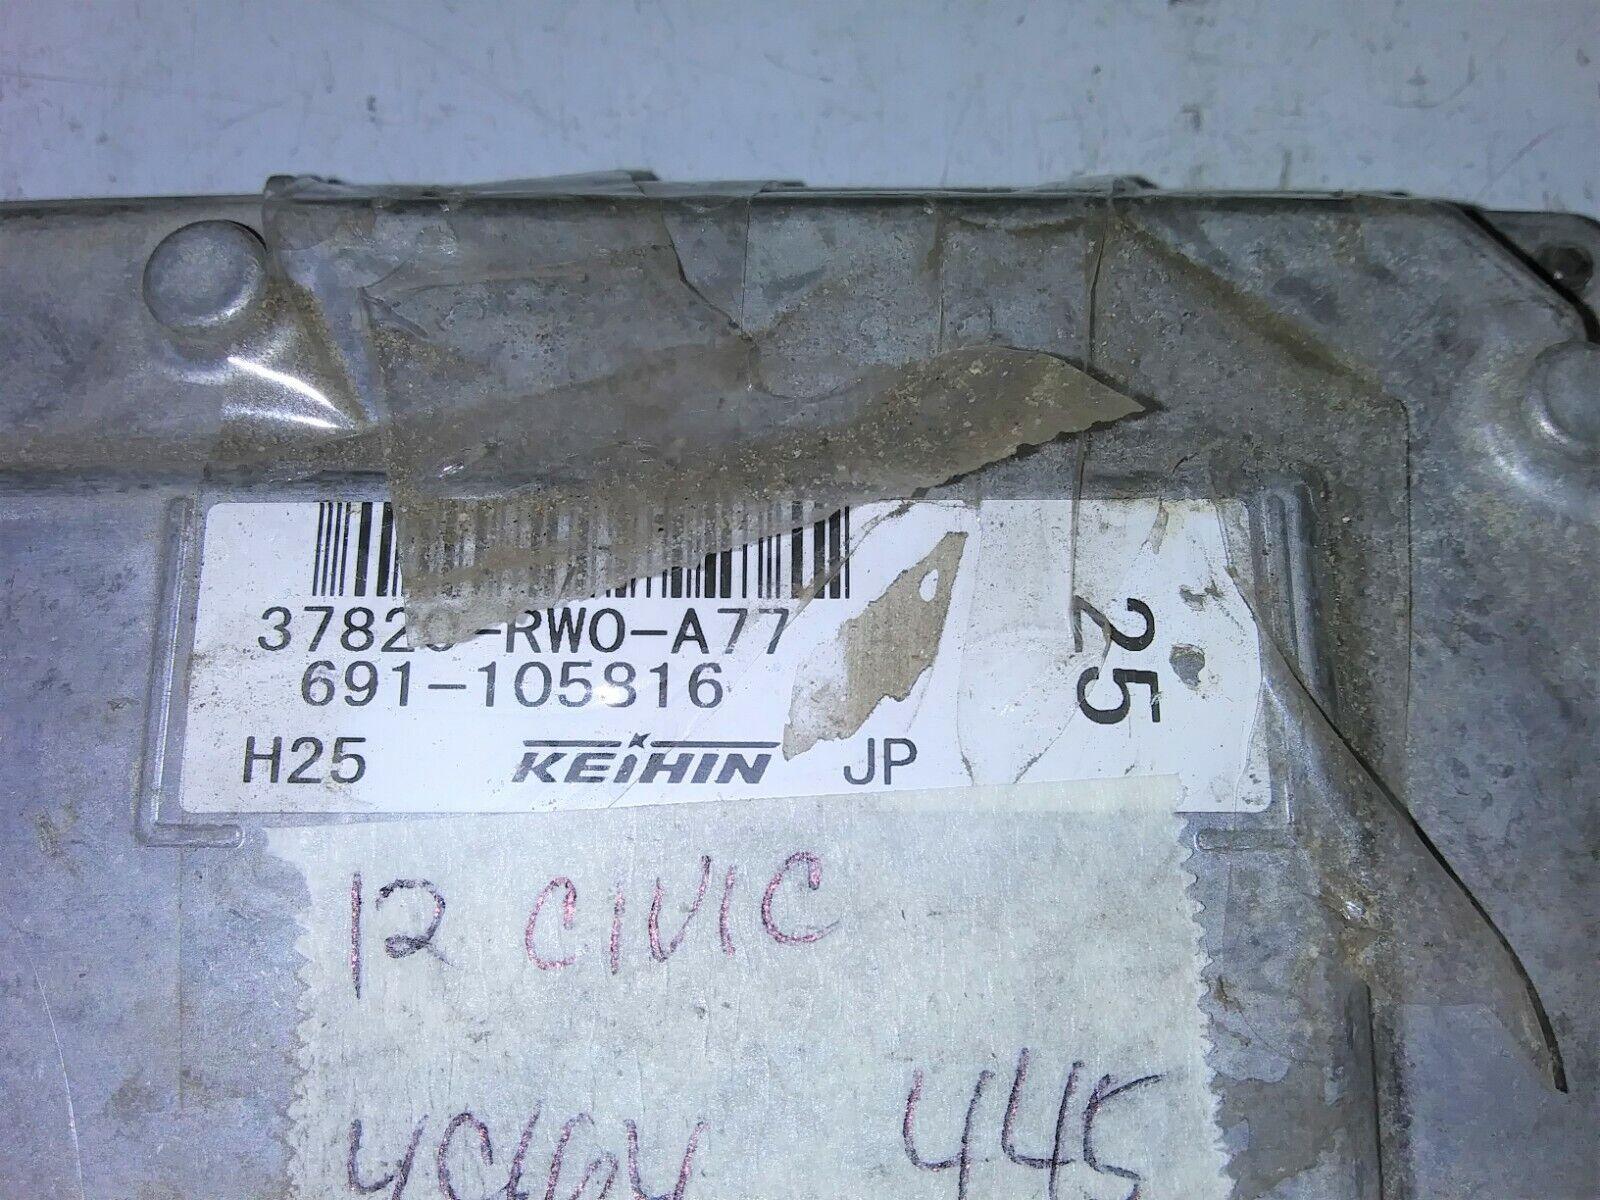 37820-RW0-A77
691-105816
H25 KEIHIN JP
25
12 CIVIC
445